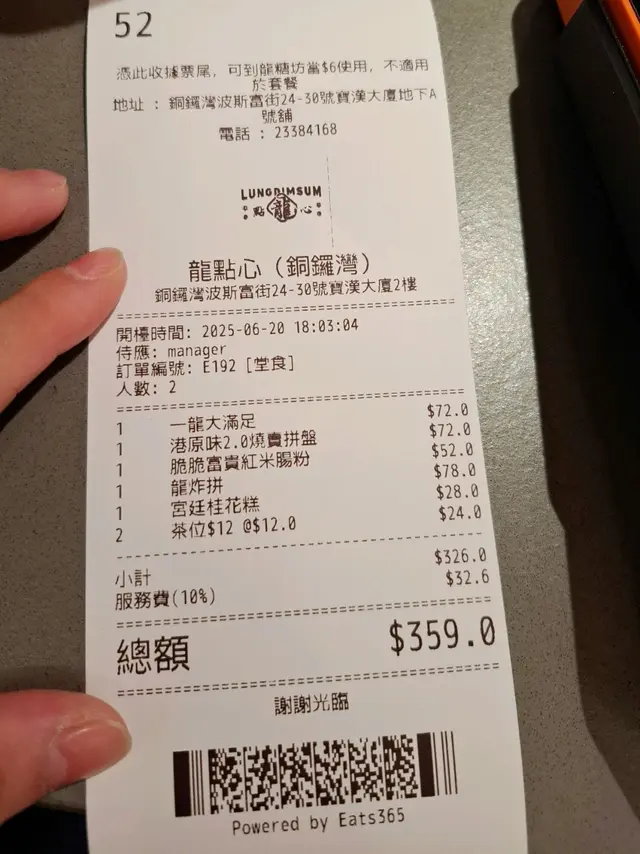 52
憑此收據票尾，可到龍糖坊當$6使用，不適用
於套餐
地址 : 銅鑼灣波斯富街24-30號寶漢大廈地下A
號舖
電話 : 23384168
LUNGDIMSUM
點 龍 心
龍點心（銅鑼灣）
銅鑼灣波斯富街24-30號寶漢大廈2樓
開檯時間: 2025-06-20 18:03:04
侍應: manager
訂單編號: E192 [堂食]
人數: 2
1 一龍大滿足 $72.0
1 港原味2.0燒賣拼盤 $72.0
1 脆脆富貴紅米腸粉 $52.0
1 龍炸拼 $78.0
1 宮廷桂花糕 $28.0
2 茶位$12 @$12.0 $24.0
小計 $326.0
服務費(10%) $32.6
總額 $359.0
謝謝光臨
Powered by Eats365